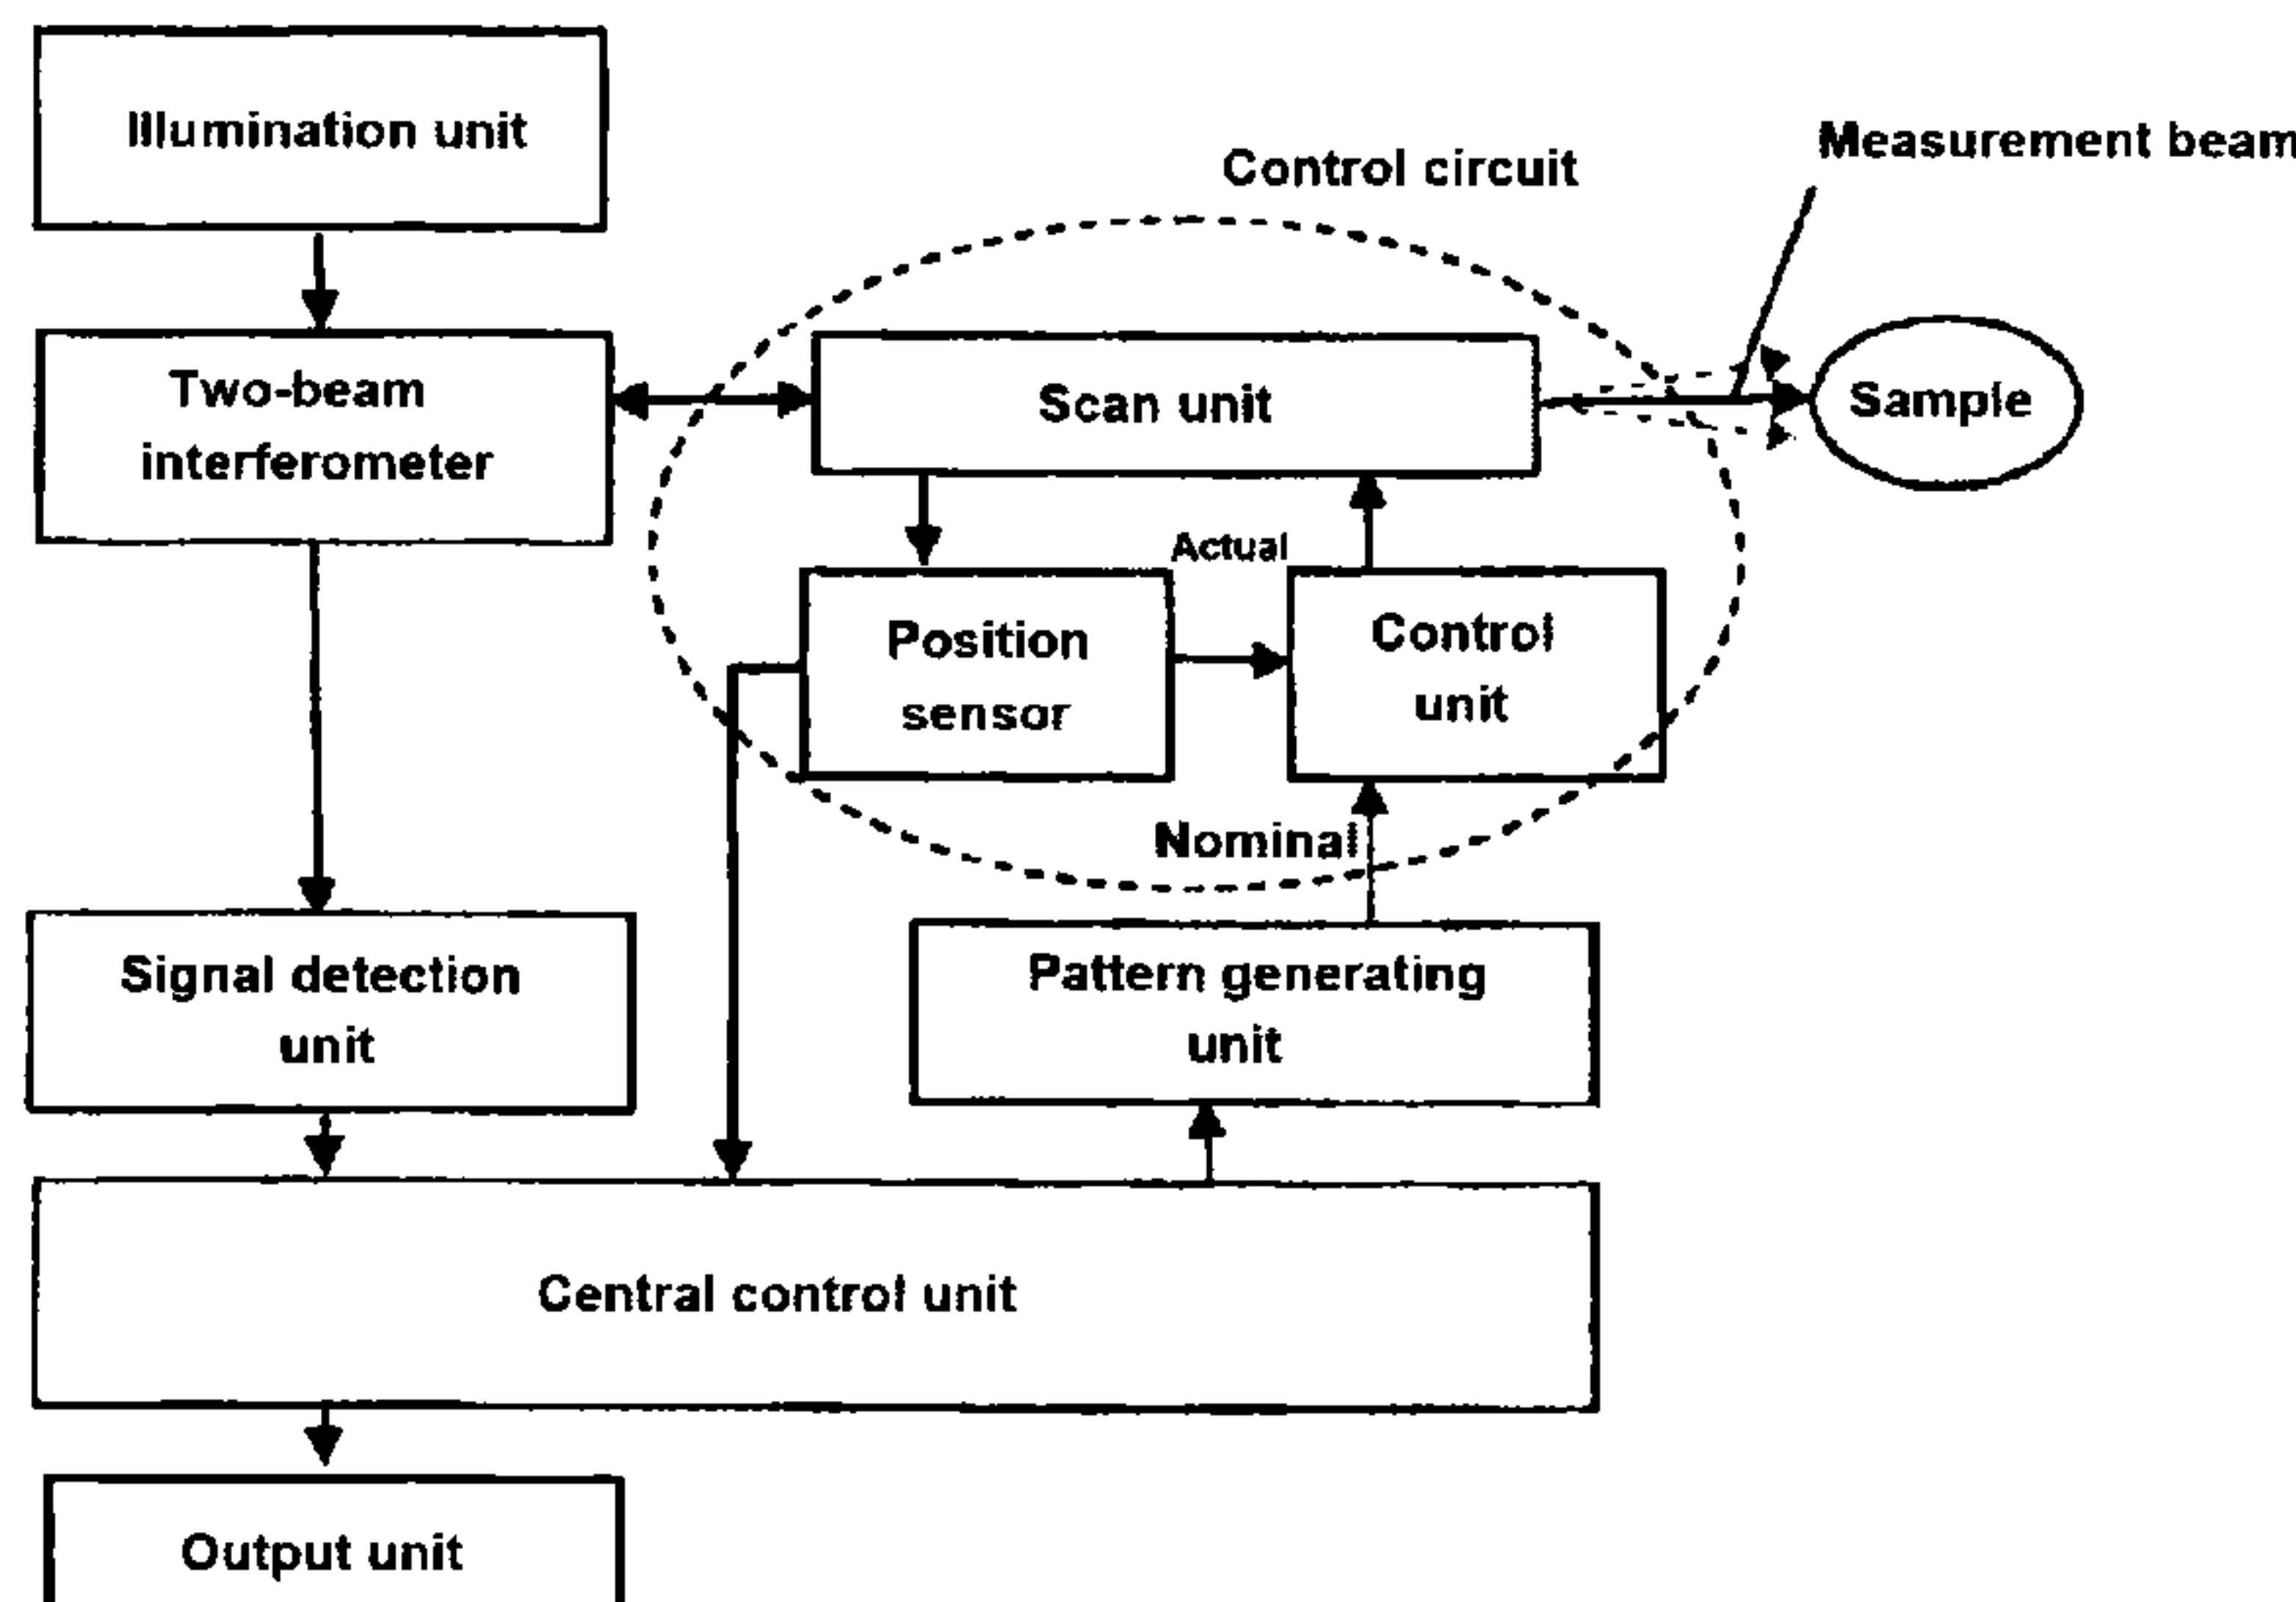 Illumination unit
Control circuit
Measurement beam
Two-beam
interferometer
Scan unit
Sample
Actual
Position
sensor
Control
unit
Nominal
Signal detection
unit
Pattern generating
unit
Central control unit
Output unit